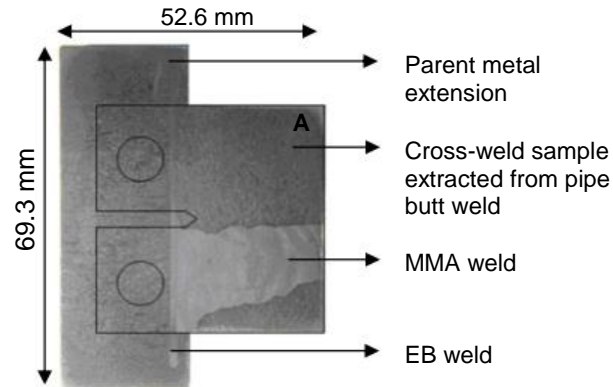 52.6 mm
69.3 mm
Parent metal
extension
A
Cross-weld sample
extracted from pipe
butt weld
MMA weld
EB weld